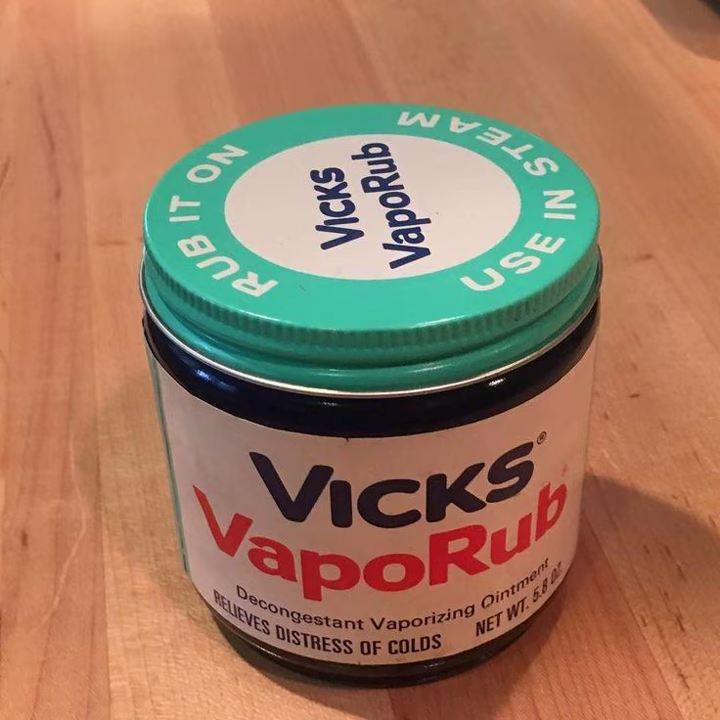 RUB IT ON
USE IN STEAM
VICKS
VapoRub
VICKS®
VapoRub
Decongestant Vaporizing Ointment
RELIEVES DISTRESS OF COLDS NET WT. 5.8 OZ.